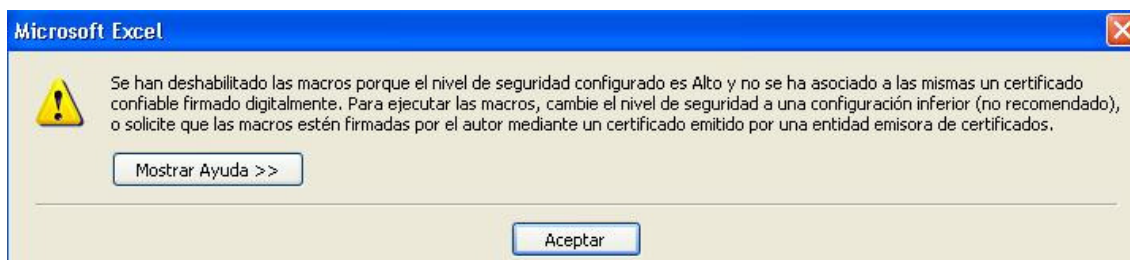 Microsoft Excel
Se han deshabilitado las macros porque el nivel de seguridad configurado es Alto y no se ha asociado a las mismas un certificado
confiable firmado digitalmente. Para ejecutar las macros, cambie el nivel de seguridad a una configuración inferior (no recomendado),
o solicite que las macros estén firmadas por el autor mediante un certificado emitido por una entidad emisora de certificados.
Mostrar Ayuda >>
Aceptar